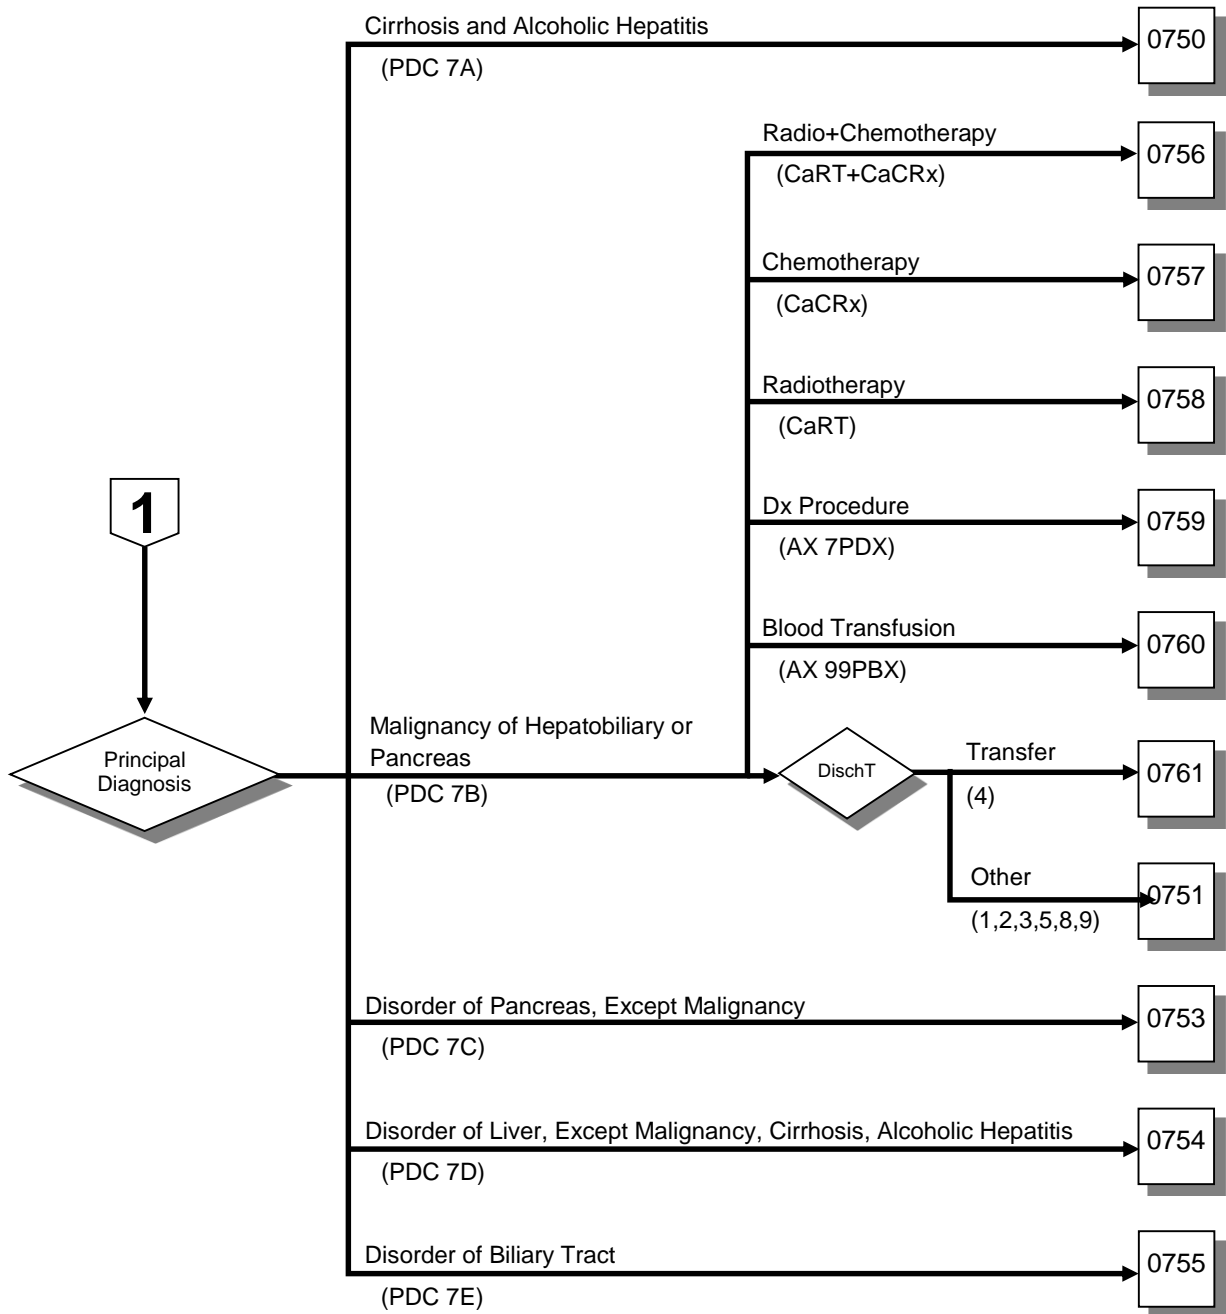 Cirrhosis and Alcoholic Hepatitis
(PDC 7A)
0750
Radio+Chemotherapy
(CaRT+CaCRx)
0756
Chemotherapy
(CaCRx)
0757
Radiotherapy
(CaRT)
0758
1
Dx Procedure
(AX 7PDX)
0759
Blood Transfusion
(AX 99PBX)
0760
Principal
Diagnosis
Malignancy of Hepatobiliary or
Pancreas
(PDC 7B)
DischT
Transfer
(4)
0761
Other
(1,2,3,5,8,9)
0751
Disorder of Pancreas, Except Malignancy
(PDC 7C)
0753
Disorder of Liver, Except Malignancy, Cirrhosis, Alcoholic Hepatitis
(PDC 7D)
0754
Disorder of Biliary Tract
(PDC 7E)
0755